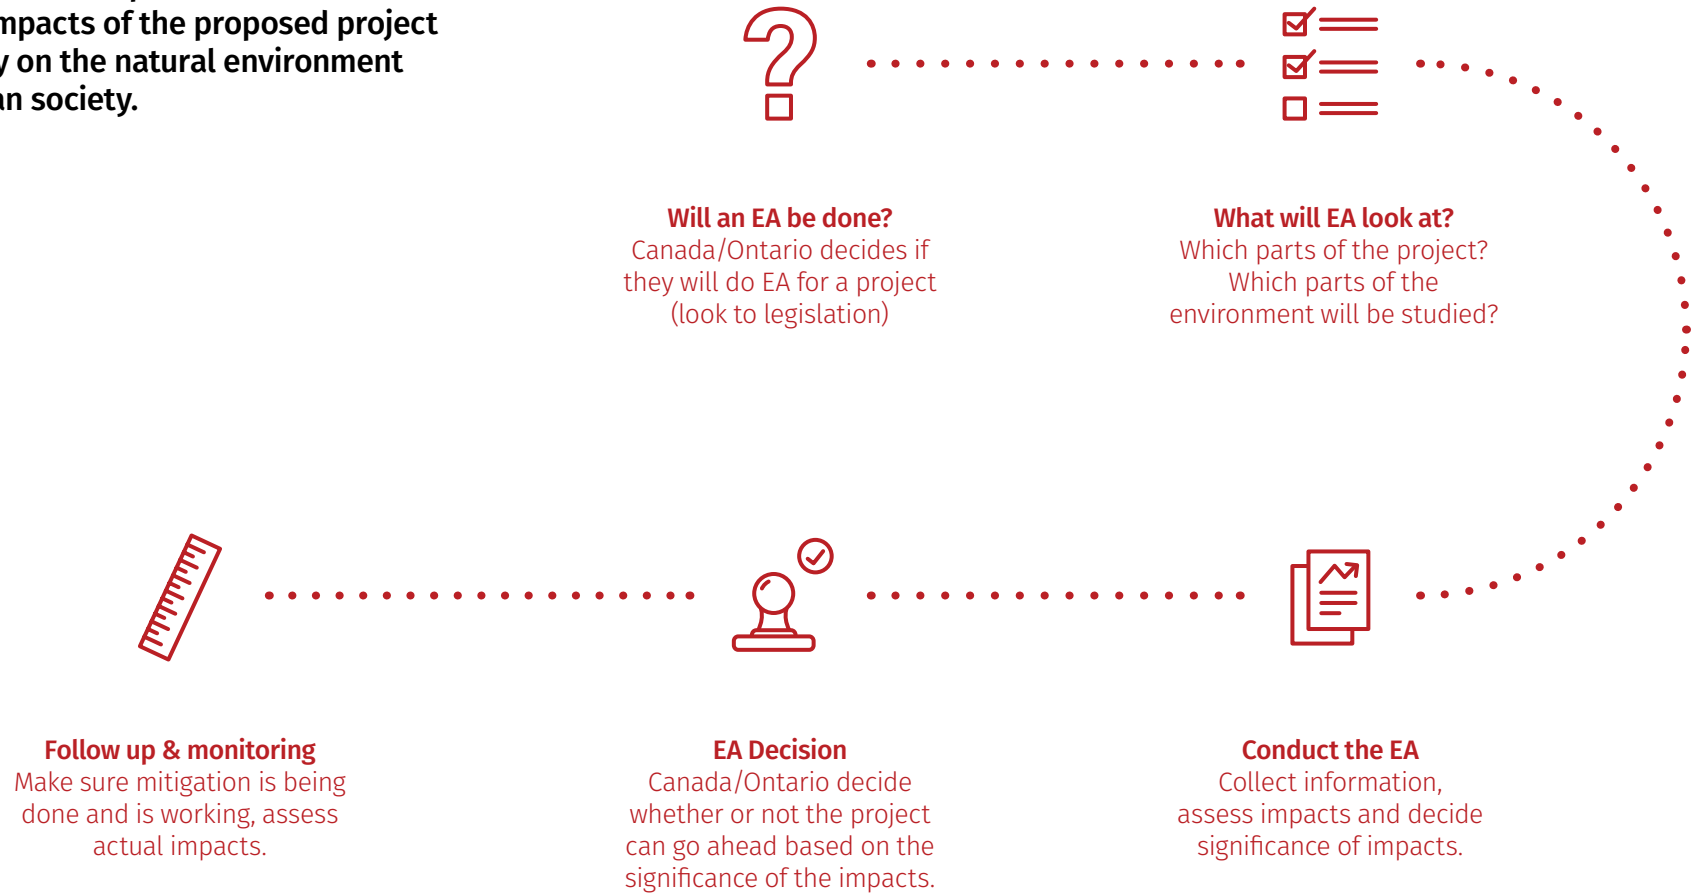 mpacts of the proposed project
y on the natural environment
an society.
Will an EA be done?
Canada/Ontario decides if
they will do EA for a project
(look to legislation)
What will EA look at?
Which parts of the project?
Which parts of the
environment will be studied?
Follow up & monitoring
Make sure mitigation is being
done and is working, assess
actual impacts.
EA Decision
Canada/Ontario decide
whether or not the project
can go ahead based on the
significance of the impacts.
Conduct the EA
Collect information,
assess impacts and decide
significance of impacts.